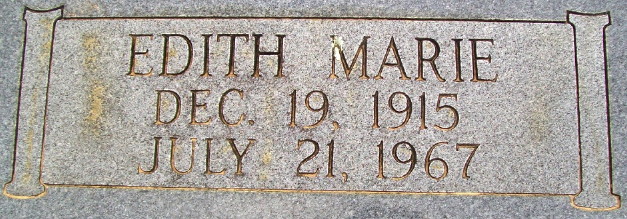 EDITH MARIE
DEC. 19, 1915
JULY 21, 1967